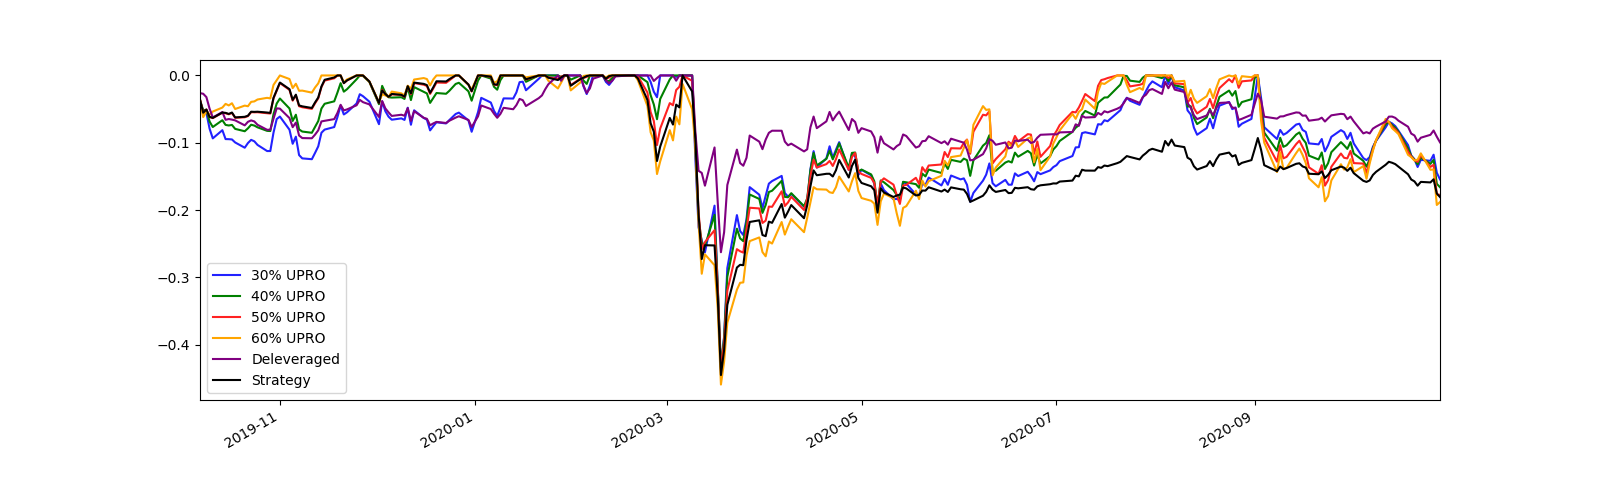 0.0
−0.1
−0.2
−0.3
−0.4
30% UPRO
40% UPRO
50% UPRO
60% UPRO
Deleveraged
Strategy
2019-11
2020-01
2020-03
2020-05
2020-07
2020-09